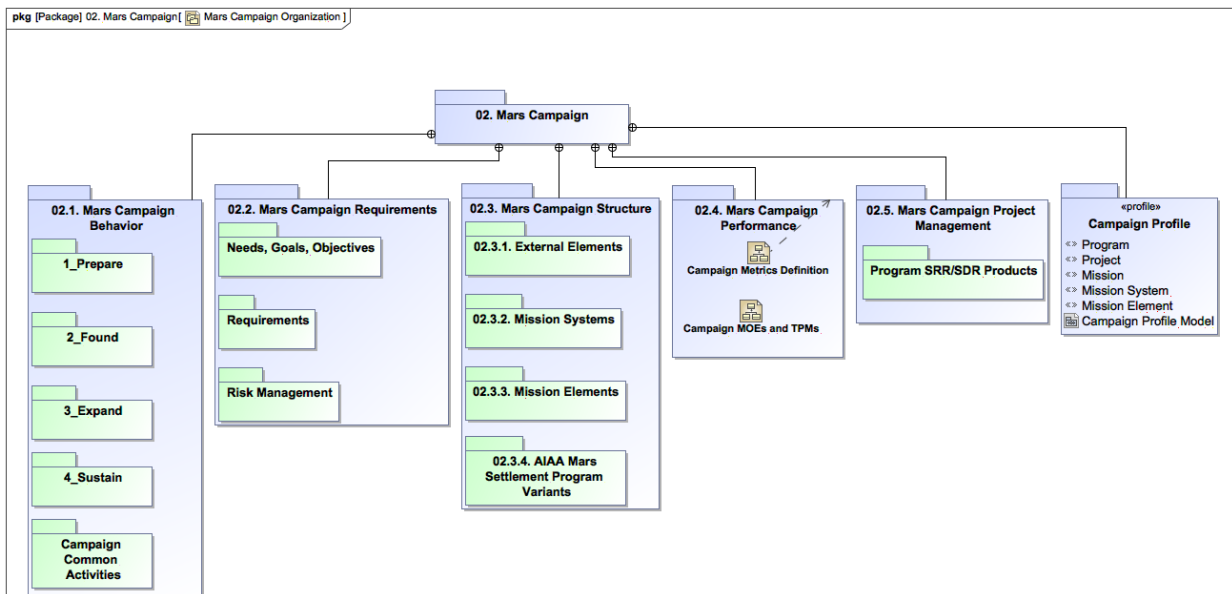 pkg [Package] 02. Mars Campaign[ Mars Campaign Organization ]
02. Mars Campaign
02.1. Mars Campaign
Behavior
1_Prepare
2_Found
3_Expand
4_Sustain
Campaign
Common
Activities
02.2. Mars Campaign Requirements
Needs, Goals, Objectives
Requirements
Risk Management
02.3. Mars Campaign Structure
02.3.1. External Elements
02.3.2. Mission Systems
02.3.3. Mission Elements
02.3.4. AIAA Mars
Settlement Program
Variants
02.4. Mars Campaign
Performance
Campaign Metrics Definition
Campaign MOEs and TPMs
02.5. Mars Campaign Project
Management
Program SRR/SDR Products
«profile»
Campaign Profile
«» Program
«» Project
«» Mission
«» Mission System
«» Mission Element
Campaign Profile Model